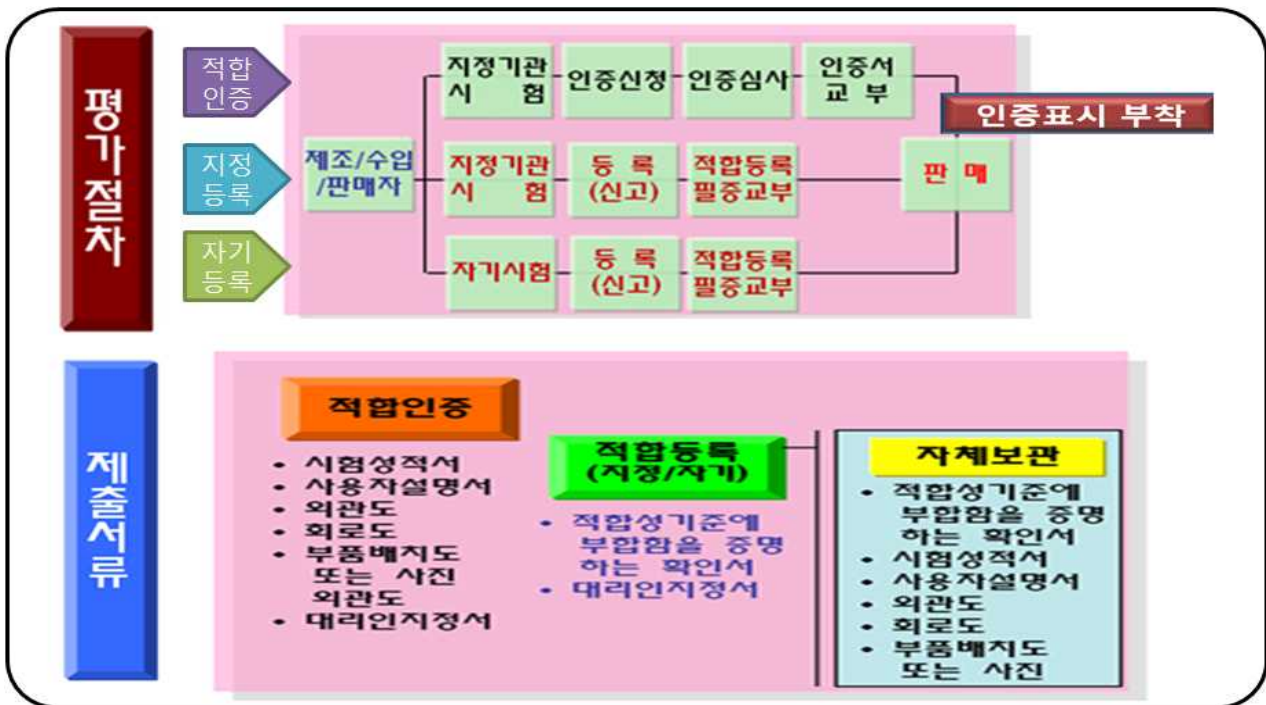 평가절차
적합
인증
지정
등록
자기
등록
제조/수입
/판매자
지정기관
시 험
인증신청
인증심사
인증서
교 부
인증표시 부착
지정기관
시 험
등 록
(신고)
적합등록
필증교부
판 매
자기시험
등 록
(신고)
적합등록
필증교부
제출서류
적합인증
• 시험성적서
• 사용자설명서
• 외관도
• 회로도
• 부품배치도
또는 사진
외관도
• 대리인지정서
적합등록
(지정/자기)
• 적합성기준에
부합함을 증명
하는 확인서
• 대리인지정서
자체보관
• 적합성기준에
부합함을 증명
하는 확인서
• 시험성적서
• 사용자설명서
• 외관도
• 회로도
• 부품배치도
또는 사진